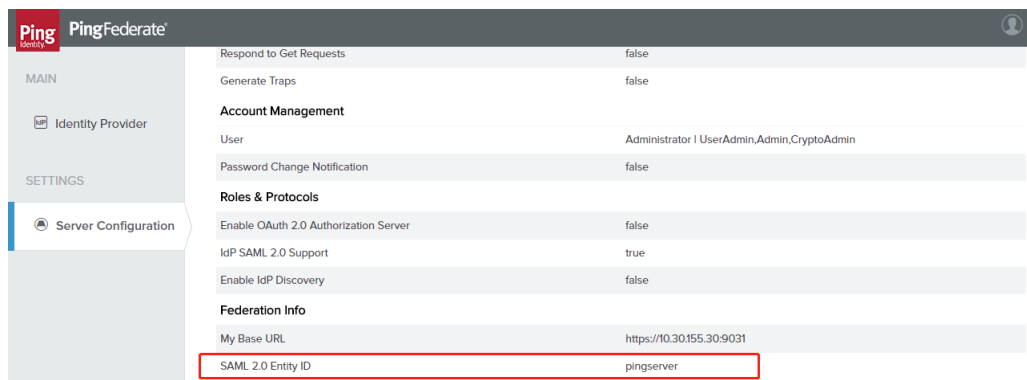 Ping
Identity.
PingFederate®
MAIN
IdP Identity Provider
SETTINGS
Server Configuration
Respond to Get Requests false
Generate Traps false
Account Management
User Administrator | UserAdmin,Admin,CryptoAdmin
Password Change Notification false
Roles & Protocols
Enable OAuth 2.0 Authorization Server false
IdP SAML 2.0 Support true
Enable IdP Discovery false
Federation Info
My Base URL https://10.30.155.30:9031
SAML 2.0 Entity ID pingserver